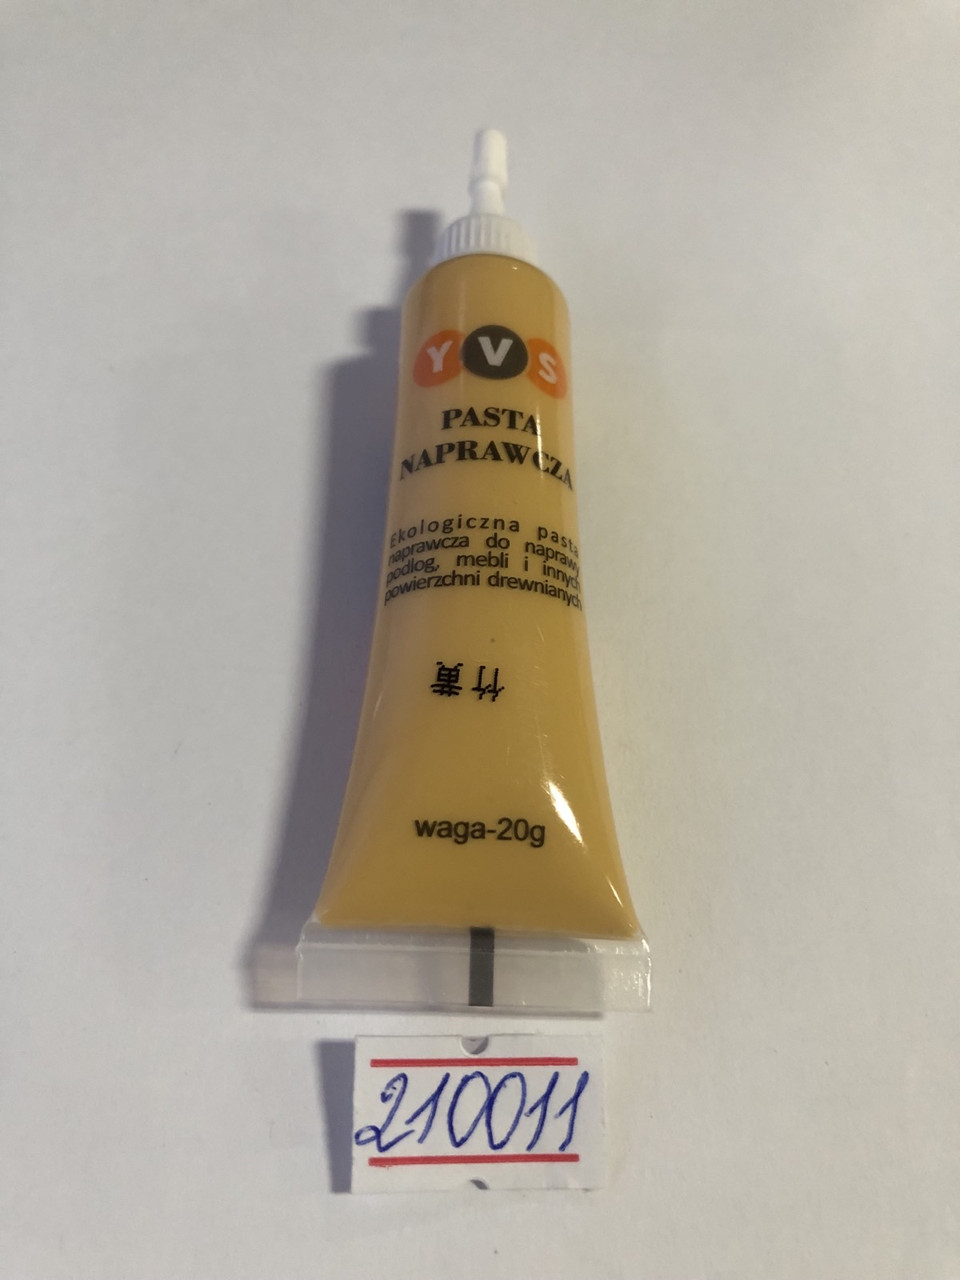 YVS
PASTA
NAPRAWCZA
Ekologiczna pasta
naprawcza do naprawy
podlog, mebli i innych
powierzchni drewnianych
竹黄
waga-20g
210011